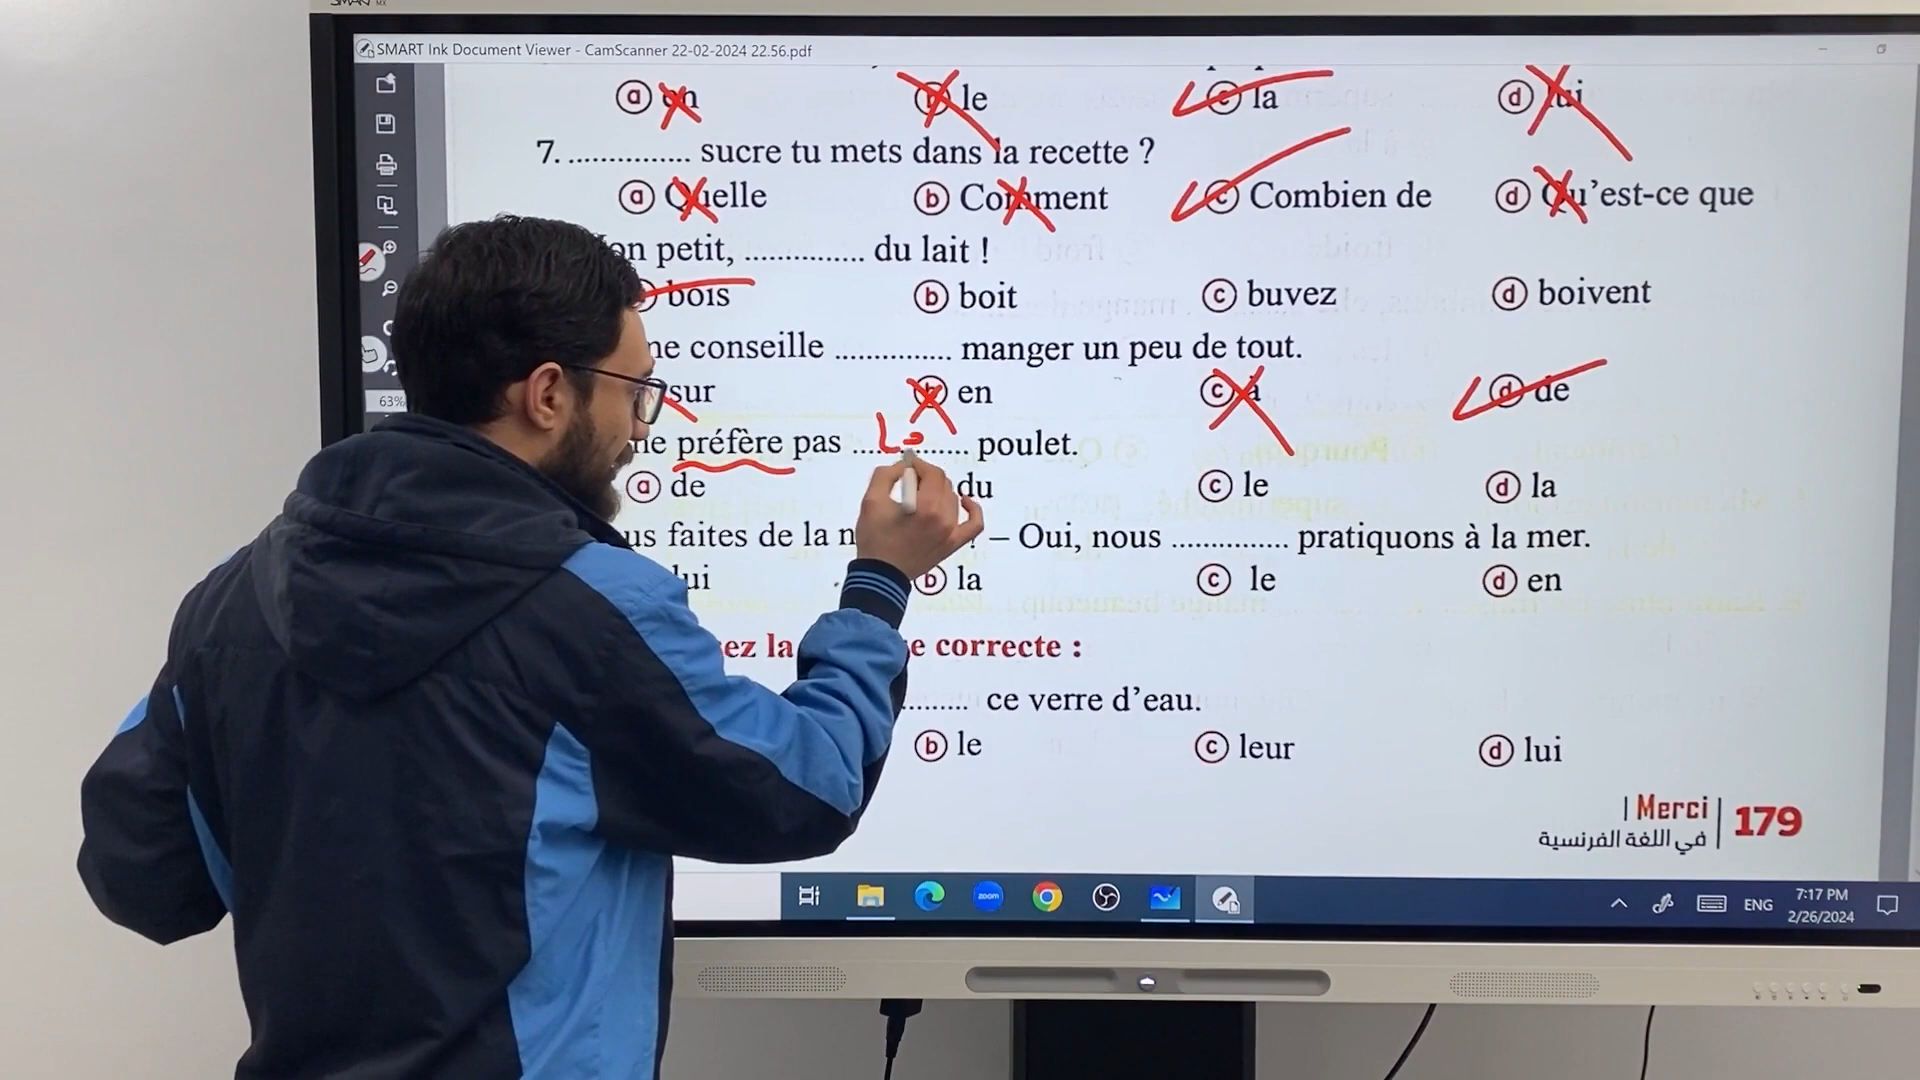 SMART Ink Document Viewer - CamScanner 22-02-2024 22.56.pdf
ⓐ en ⓑ le ⓒ la ⓓ lui
7. ............... sucre tu mets dans la recette ?
ⓐ Quelle ⓑ Comment ⓒ Combien de ⓓ Qu'est-ce que
petit, ............... du lait !
bois ⓑ boit ⓒ buvez ⓓ boivent
conseille ............... manger un peu de tout.
sur ⓑ en ⓒ à ⓓ de
ne préfère pas ............... poulet.
Le
ⓐ de du ⓒ le ⓓ la
faites de la ? – Oui, nous ............... pratiquons à la mer.
lui ⓑ la ⓒ le ⓓ en
la correcte :
......... ce verre d'eau.
ⓑ le ⓒ leur ⓓ lui
63%
| Merci | 179
في اللغة الفرنسية
zoom
ENG
7:17 PM
2/26/2024